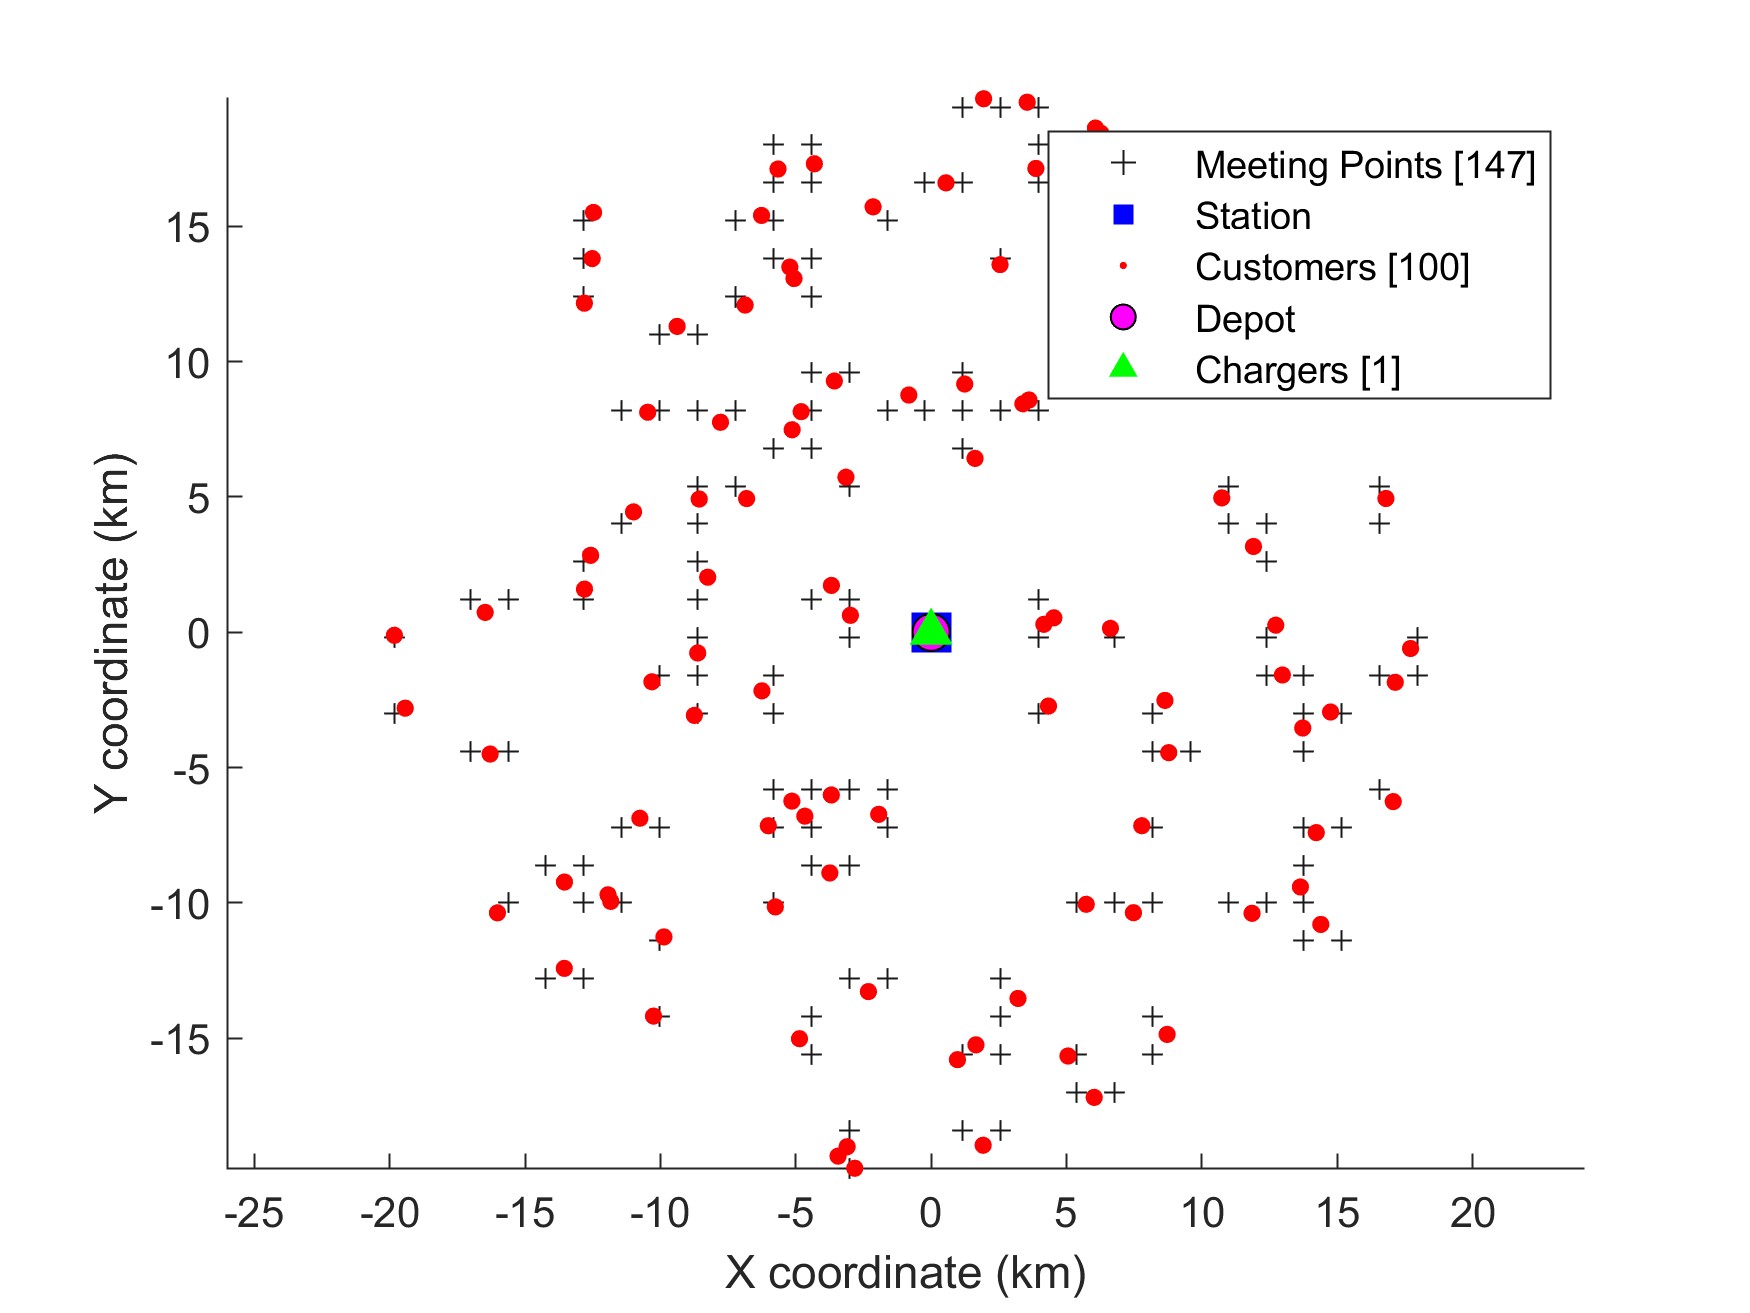 Meeting Points [147]
Station
Customers [100]
Depot
Chargers [1]
15
10
5
0
-5
-10
-15
Y coordinate (km)
-25 -20 -15 -10 -5 0 5 10 15 20
X coordinate (km)